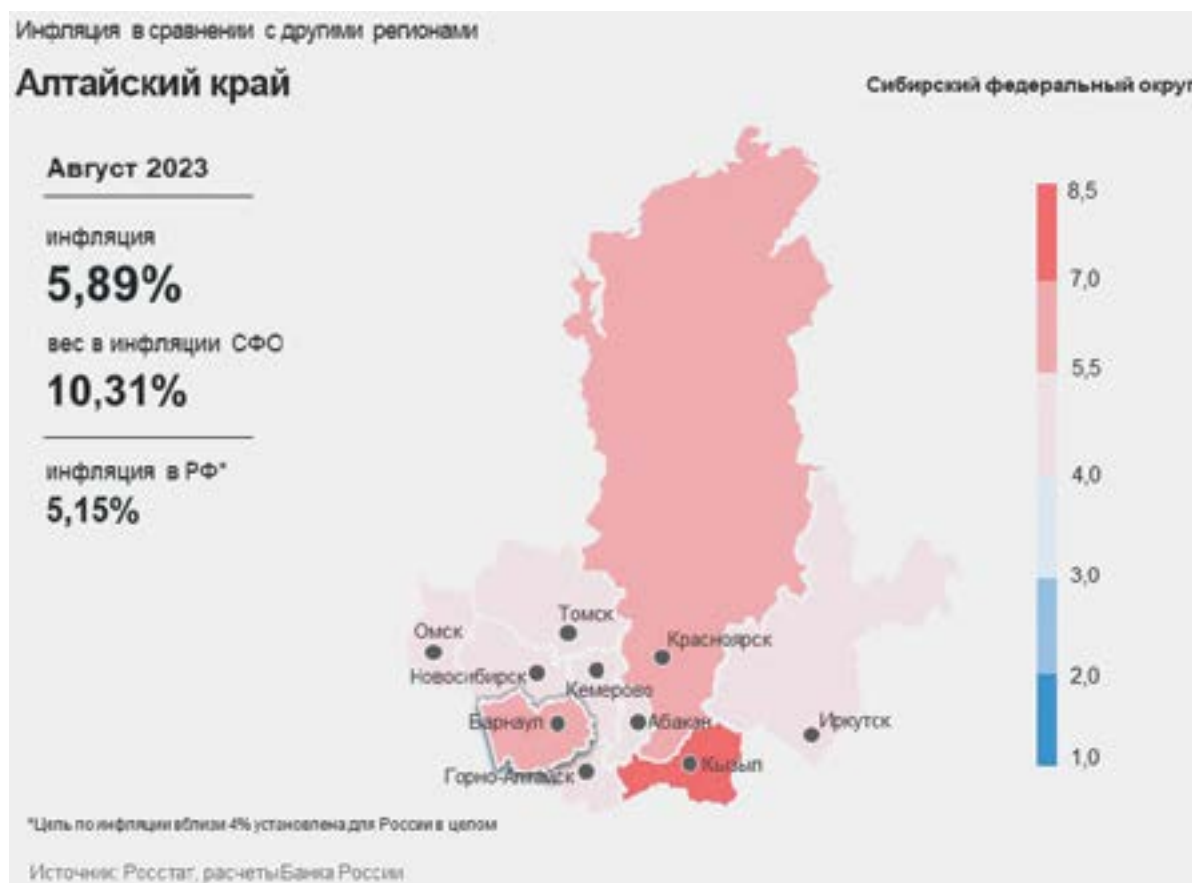 Инфляция в сравнении с другими регионами
Алтайский край
Сибирский федеральный округ
Август 2023
инфляция
5,89%
вес в инфляции СФО
10,31%
инфляция в РФ*
5,15%
8,5
7,0
5,5
4,0
3,0
2,0
1,0
Томск
Омск
Красноярск
Новосибирск
Кемерово
Барнаул
Абакан
Иркутск
Кызыл
Горно-Алтайск
*Цель по инфляции вблизи 4% установлена для России в целом
Источник: Росстат, расчеты Банка России